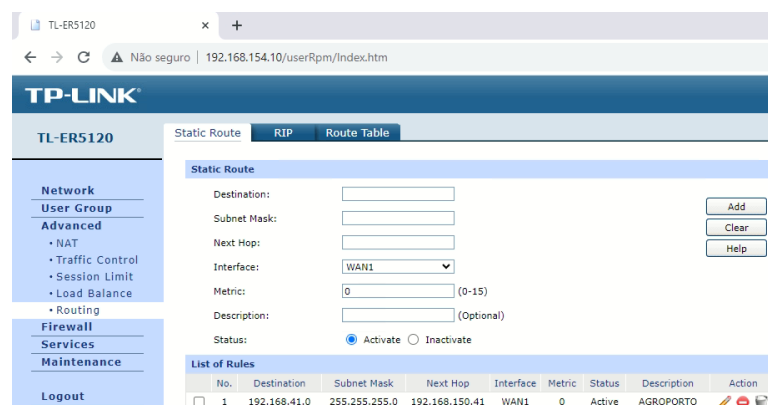 TL-ER5120
Não seguro | 192.168.154.10/userRpm/Index.htm
TP-LINK
TL-ER5120
Static Route RIP Route Table
Static Route
Network
User Group
Advanced
• NAT
• Traffic Control
• Session Limit
• Load Balance
• Routing
Firewall
Services
Maintenance
Logout
Destination:
Subnet Mask:
Next Hop:
Interface: WAN1
Metric: 0 (0-15)
Description: (Optional)
Status: Activate Inactivate
Add
Clear
Help
List of Rules
No. Destination Subnet Mask Next Hop Interface Metric Status Description Action
1 192.168.41.0 255.255.255.0 192.168.150.41 WAN1 0 Active AGROPORTO